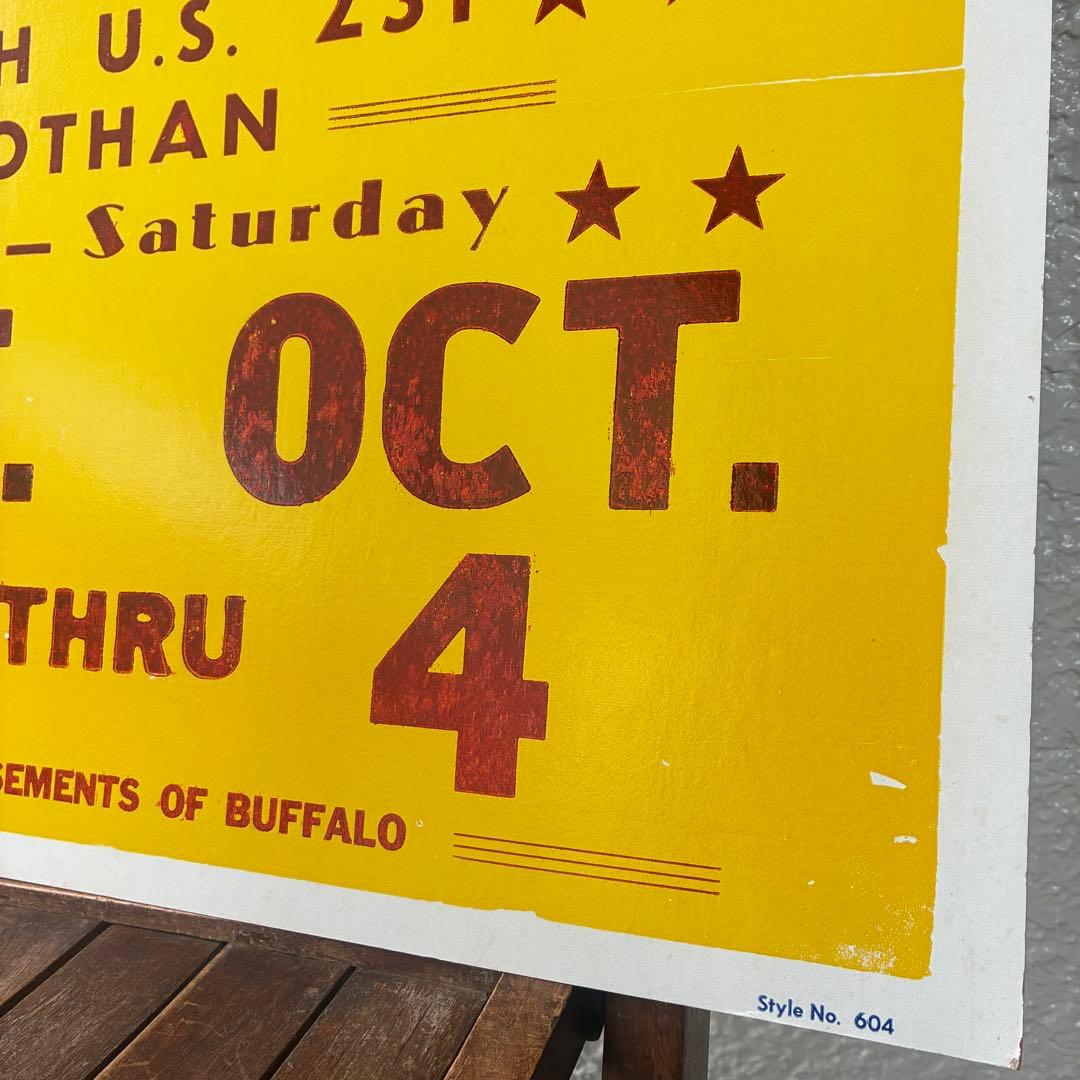 H U.S. 231
OTHAN
— Saturday
. OCT.
THRU 4
SEMENTS OF BUFFALO
Style No. 604